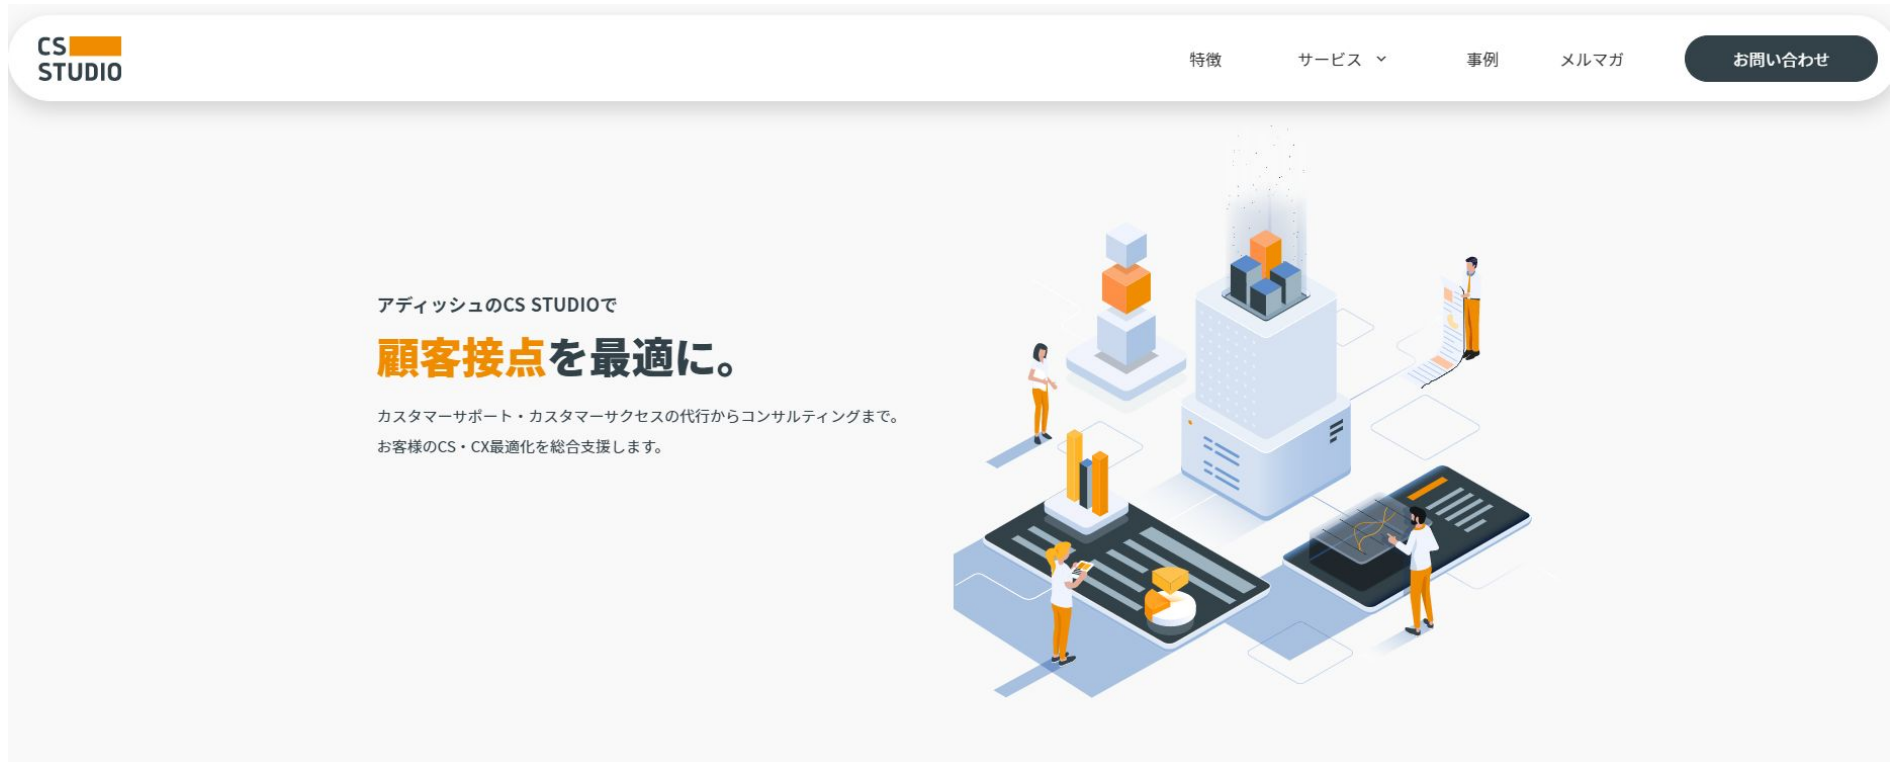 CS
STUDIO
特徴
サービス
事例
メルマガ
お問い合わせ
アディッシュのCS STUDIOで
顧客接点を最適に。
カスタマーサポート・カスタマーサクセスの代行からコンサルティングまで。
お客様のCS・CX最適化を総合支援します。